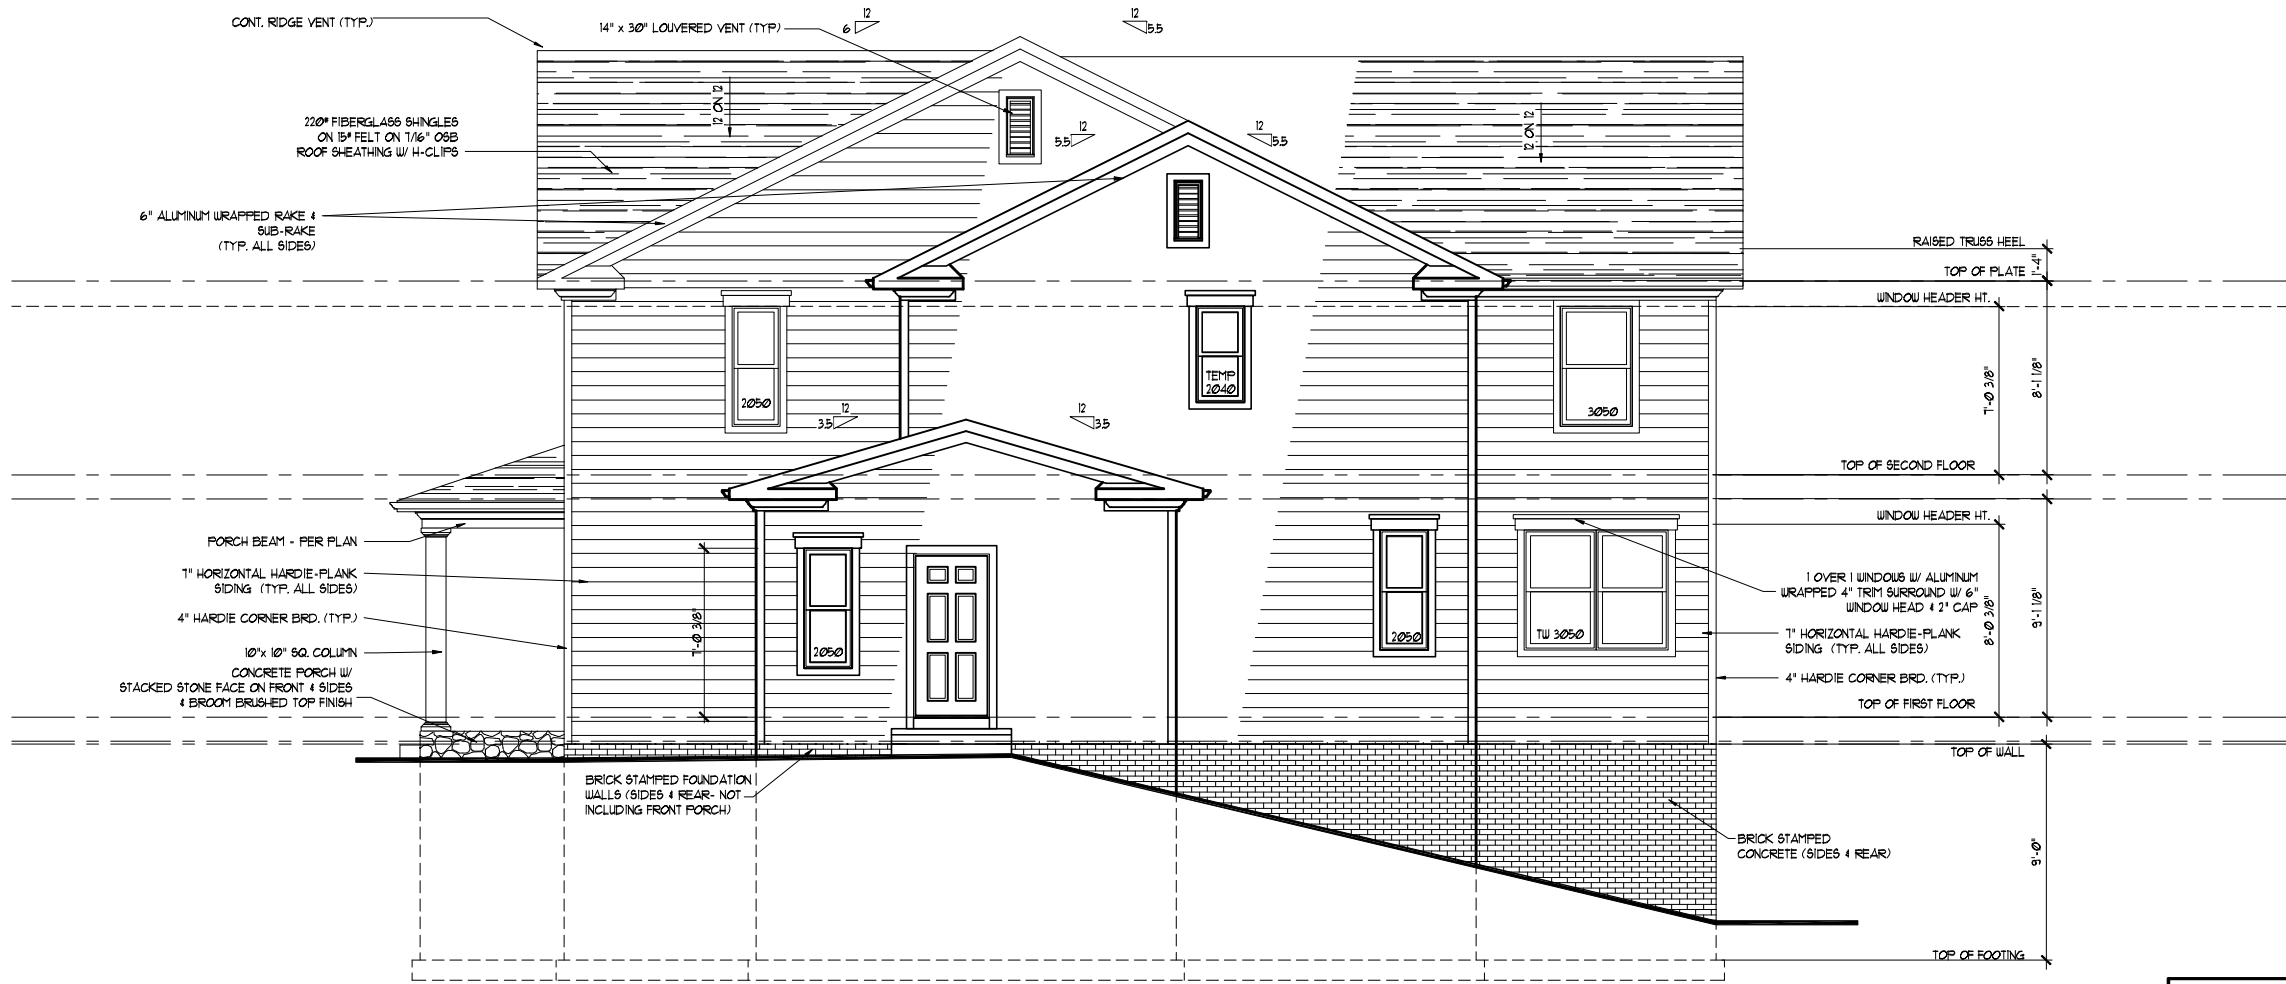 CONT. RIDGE VENT (TYP.)
14" x 30" LOUVERED VENT (TYP)
12
6
12
5.5
12 ON 12
12 ON 12
220# FIBERGLASS SHINGLES
ON 15# FELT ON 7/16" OSB
ROOF SHEATHING W/ H-CLIPS
12
5.5
12
5.5
6" ALUMINUM WRAPPED RAKE &
SUB-RAKE
(TYP. ALL SIDES)
RAISED TRUSS HEEL
1'-4"
TOP OF PLATE
WINDOW HEADER HT.
7'-0 3/8"
8'-1 1/8"
2050
TEMP
2040
3050
12
3.5
12
3.5
TOP OF SECOND FLOOR
WINDOW HEADER HT.
PORCH BEAM - PER PLAN
7" HORIZONTAL HARDIE-PLANK
SIDING (TYP. ALL SIDES)
4" HARDIE CORNER BRD. (TYP.)
10"x 10" SQ. COLUMN
CONCRETE PORCH W/
STACKED STONE FACE ON FRONT & SIDES
& BROOM BRUSHED TOP FINISH
7'-0 3/8"
2050
2050
TW 3050
1 OVER 1 WINDOWS W/ ALUMINUM
WRAPPED 4" TRIM SURROUND W/ 6"
WINDOW HEAD & 2" CAP
8'-0 3/8"
9'-1 1/8"
7" HORIZONTAL HARDIE-PLANK
SIDING (TYP. ALL SIDES)
4" HARDIE CORNER BRD. (TYP.)
TOP OF FIRST FLOOR
TOP OF WALL
BRICK STAMPED FOUNDATION
WALLS (SIDES & REAR- NOT
INCLUDING FRONT PORCH)
BRICK STAMPED
CONCRETE (SIDES & REAR)
9'-0"
TOP OF FOOTING